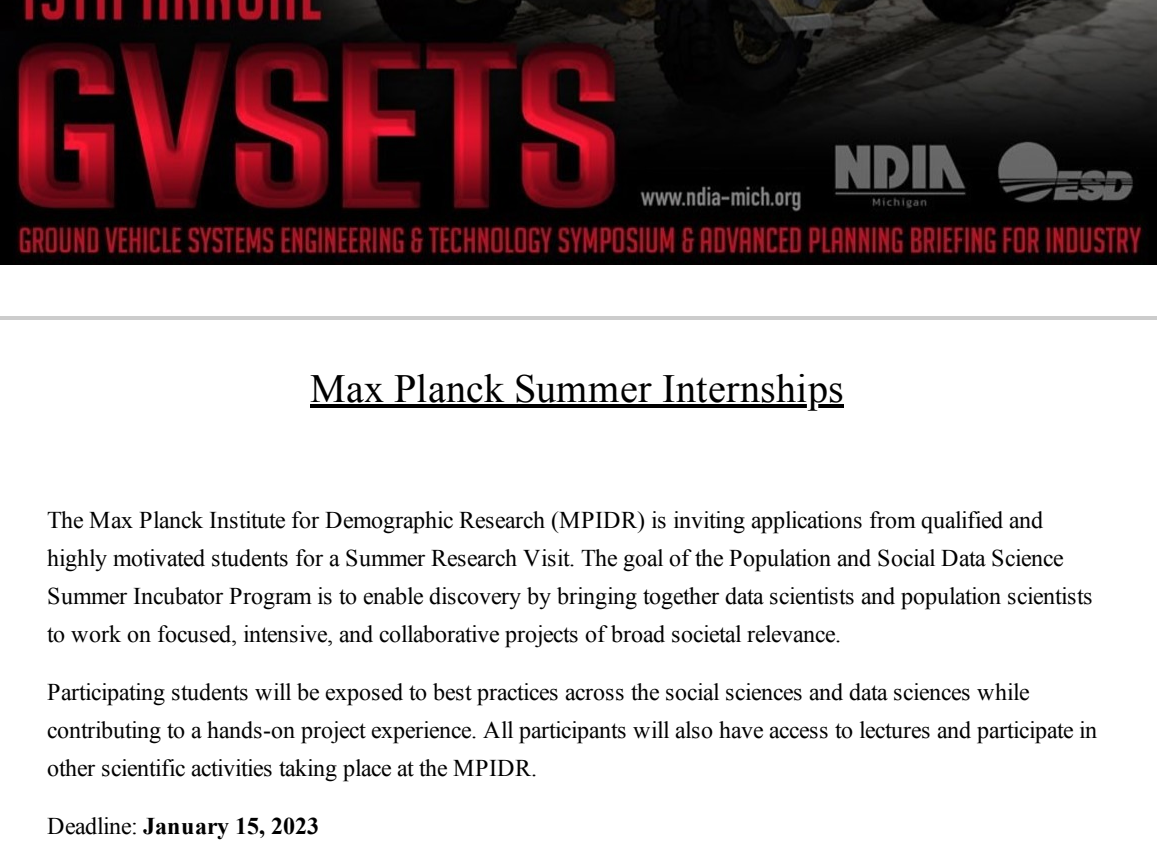 GVSETS
www.ndia-mich.org
NDIA
Michigan
ESD
GROUND VEHICLE SYSTEMS ENGINEERING & TECHNOLOGY SYMPOSIUM & ADVANCED PLANNING BRIEFING FOR INDUSTRY
Max Planck Summer Internships
The Max Planck Institute for Demographic Research (MPIDR) is inviting applications from qualified and
highly motivated students for a Summer Research Visit. The goal of the Population and Social Data Science
Summer Incubator Program is to enable discovery by bringing together data scientists and population scientists
to work on focused, intensive, and collaborative projects of broad societal relevance.
Participating students will be exposed to best practices across the social sciences and data sciences while
contributing to a hands-on project experience. All participants will also have access to lectures and participate in
other scientific activities taking place at the MPIDR.
Deadline: January 15, 2023